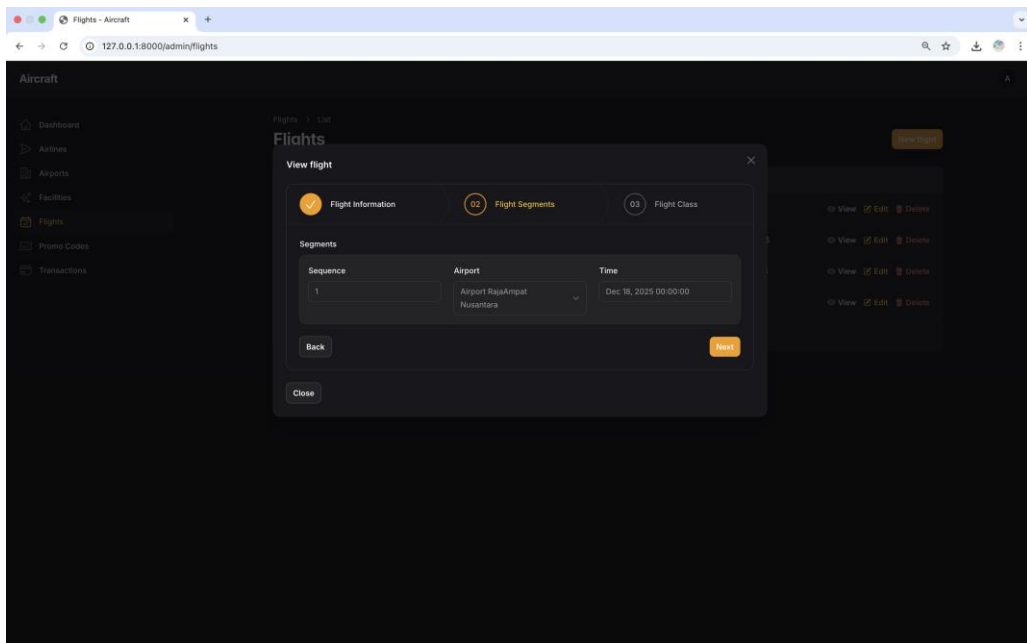 Flights - Aircraft
127.0.0.1:8000/admin/flights
Aircraft
A
Dashboard
Airlines
Airports
Facilities
Flights
Promo Codes
Transactions
Flights > List
Flights
New flight
View flight
Flight Information
02 Flight Segments
03 Flight Class
Segments
Sequence Airport Time
1 Airport RajaAmpat Nusantara Dec 18, 2025 00:00:00
Back Next
Close
View Edit Delete
View Edit Delete
View Edit Delete
View Edit Delete